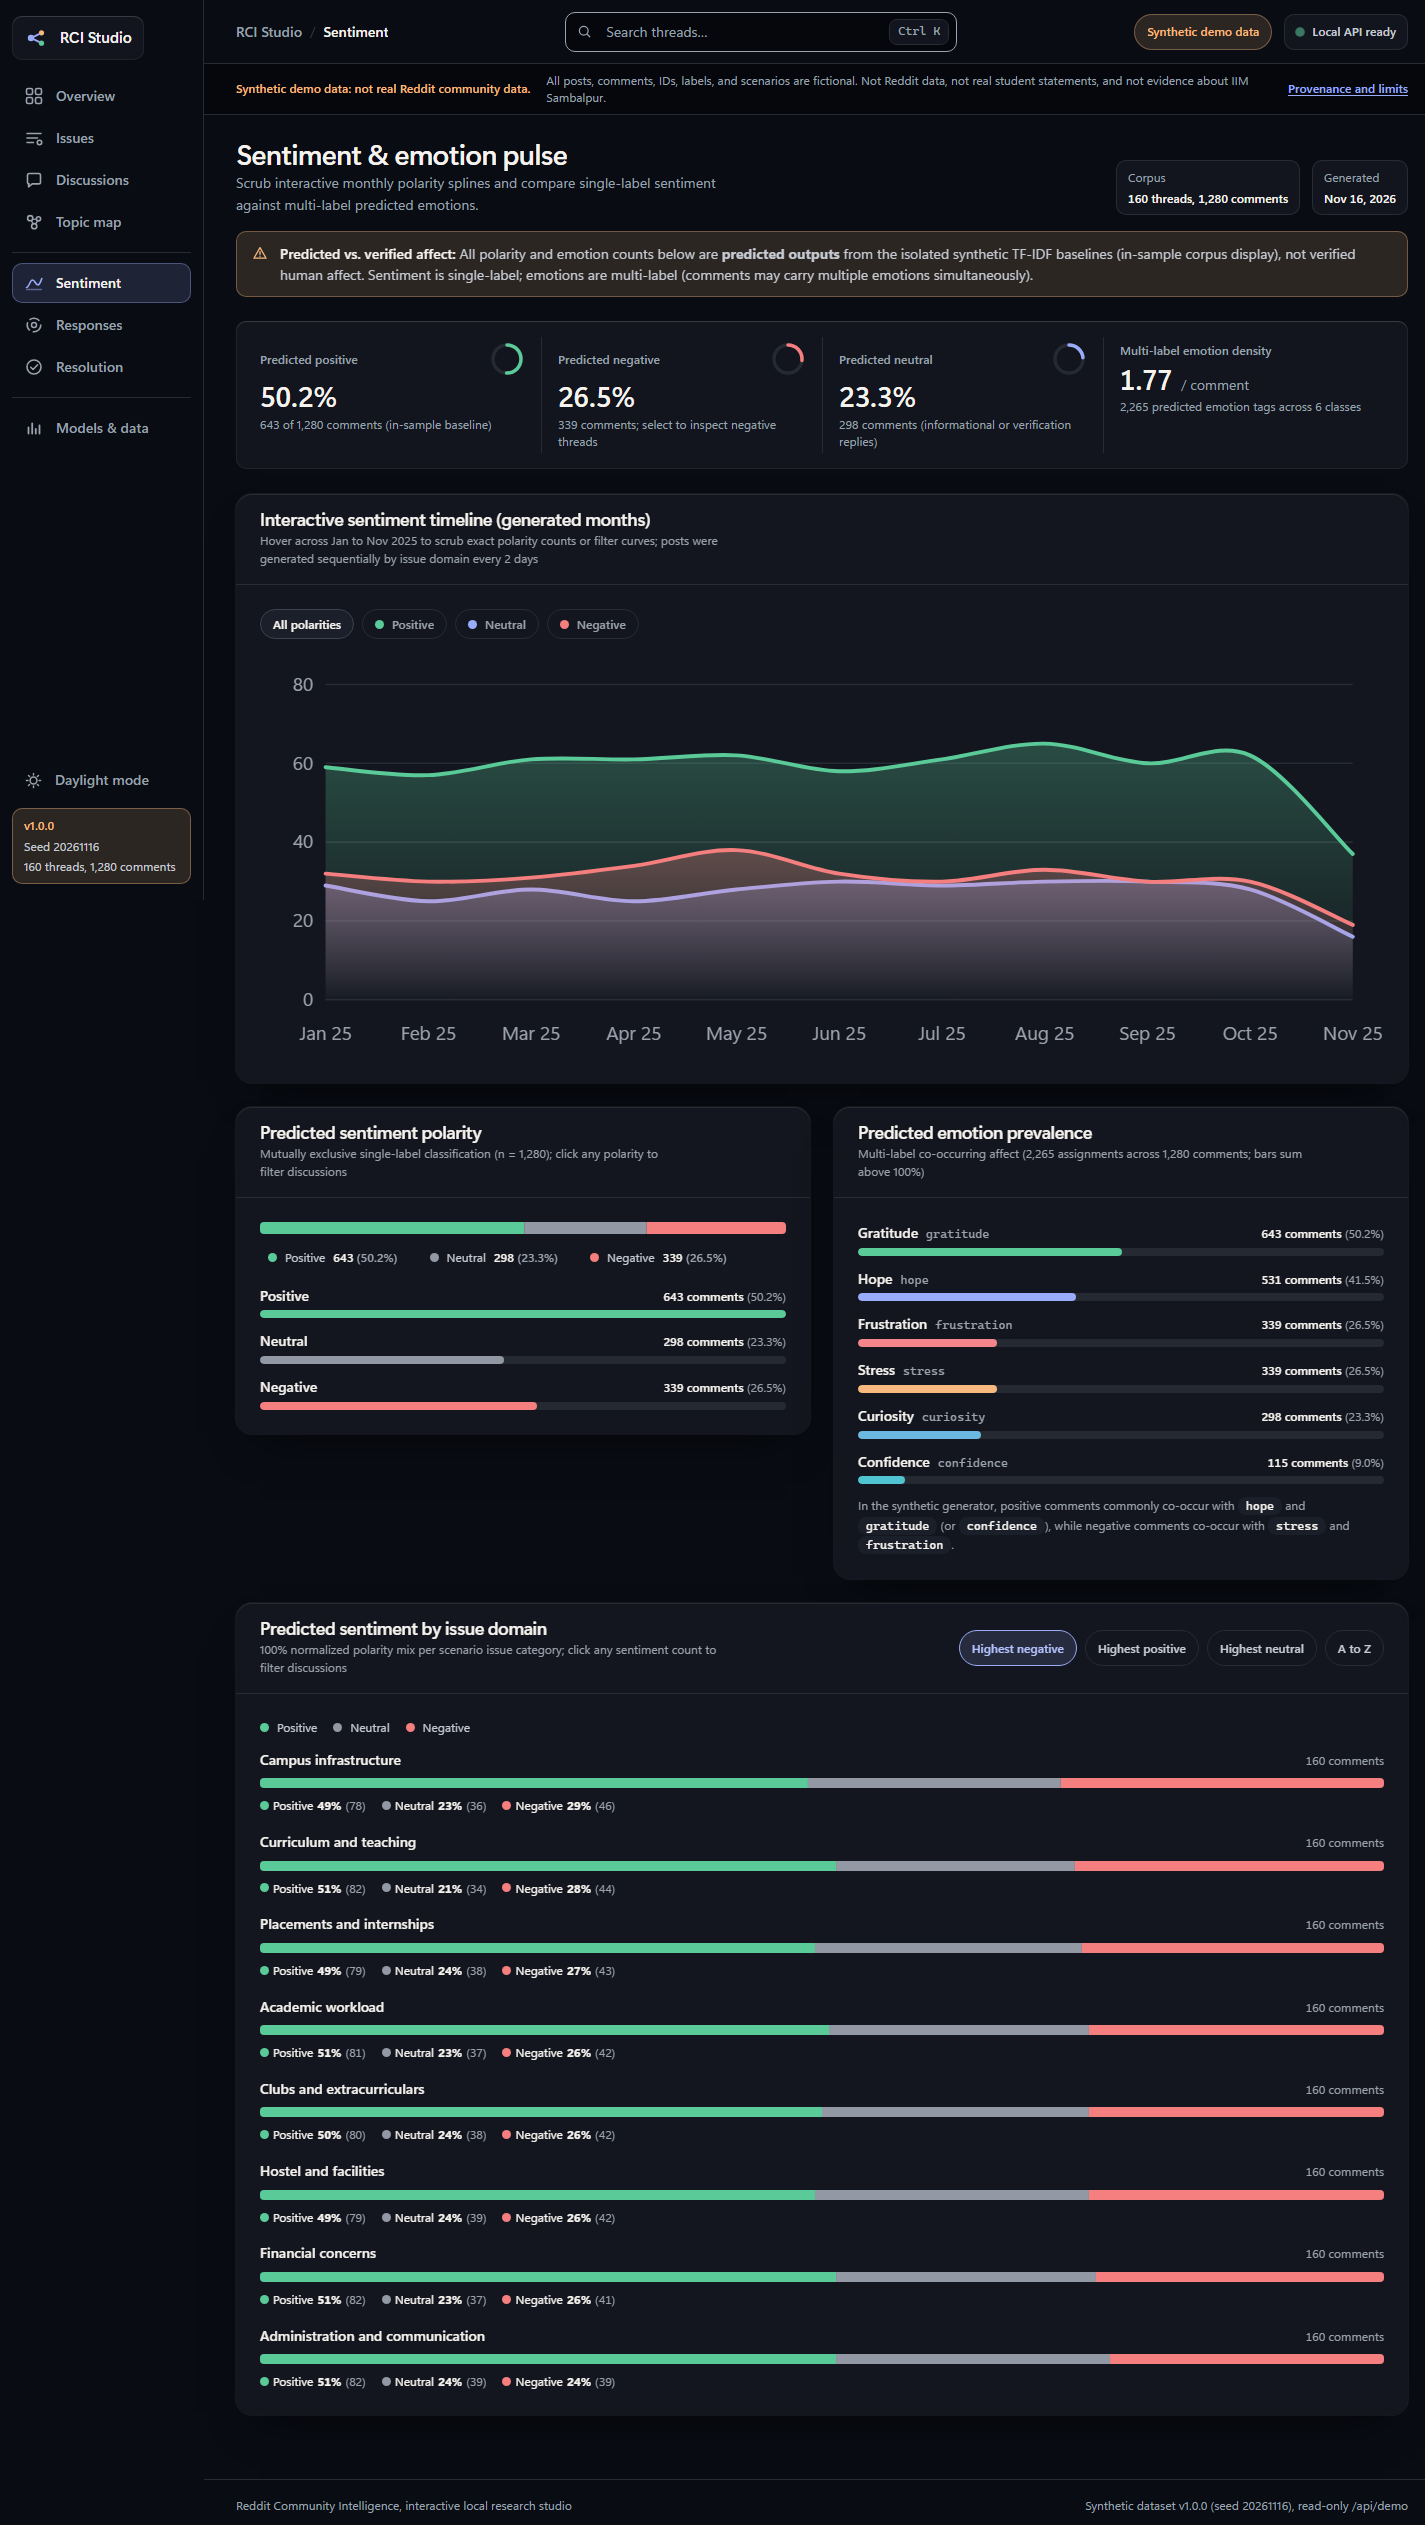 RCI Studio
Overview
Issues
Discussions
Topic map
Sentiment
Responses
Resolution
Models & data
Daylight mode
v1.0.0
Seed 20261116
160 threads, 1,280 comments
RCI Studio / Sentiment
Search threads...
Ctrl K
Synthetic demo data
Local API ready
Synthetic demo data: not real Reddit community data.
All posts, comments, IDs, labels, and scenarios are fictional. Not Reddit data, not real student statements, and not evidence about IIM
Sambalpur.
Provenance and limits
Sentiment & emotion pulse
Scrub interactive monthly polarity splines and compare single-label sentiment
against multi-label predicted emotions.
Corpus
160 threads, 1,280 comments
Generated
Nov 16, 2026
Predicted vs. verified affect: All polarity and emotion counts below are predicted outputs from the isolated synthetic TF-IDF baselines (in-sample corpus display), not verified
human affect. Sentiment is single-label; emotions are multi-label (comments may carry multiple emotions simultaneously).
Predicted positive
50.2%
643 of 1,280 comments (in-sample baseline)
Predicted negative
26.5%
339 comments; select to inspect negative
threads
Predicted neutral
23.3%
298 comments (informational or verification
replies)
Multi-label emotion density
1.77 / comment
2,265 predicted emotion tags across 6 classes
Interactive sentiment timeline (generated months)
Hover across Jan to Nov 2025 to scrub exact polarity counts or filter curves; posts were
generated sequentially by issue domain every 2 days
All polarities
Positive
Neutral
Negative
80
60
40
20
0
Jan 25 Feb 25 Mar 25 Apr 25 May 25 Jun 25 Jul 25 Aug 25 Sep 25 Oct 25 Nov 25
Predicted sentiment polarity
Mutually exclusive single-label classification (n = 1,280); click any polarity to
filter discussions
Positive 643 (50.2%) Neutral 298 (23.3%) Negative 339 (26.5%)
Positive 643 comments (50.2%)
Neutral 298 comments (23.3%)
Negative 339 comments (26.5%)
Predicted emotion prevalence
Multi-label co-occurring affect (2,265 assignments across 1,280 comments; bars sum
above 100%)
Gratitude gratitude 643 comments (50.2%)
Hope hope 531 comments (41.5%)
Frustration frustration 339 comments (26.5%)
Stress stress 339 comments (26.5%)
Curiosity curiosity 298 comments (23.3%)
Confidence confidence 115 comments (9.0%)
In the synthetic generator, positive comments commonly co-occur with hope and
gratitude (or confidence ), while negative comments co-occur with stress and
frustration .
Predicted sentiment by issue domain
100% normalized polarity mix per scenario issue category; click any sentiment count to
filter discussions
Highest negative
Highest positive
Highest neutral
A to Z
Positive Neutral Negative
Campus infrastructure 160 comments
Positive 49% (78) Neutral 23% (36) Negative 29% (46)
Curriculum and teaching 160 comments
Positive 51% (82) Neutral 21% (34) Negative 28% (44)
Placements and internships 160 comments
Positive 49% (79) Neutral 24% (38) Negative 27% (43)
Academic workload 160 comments
Positive 51% (81) Neutral 23% (37) Negative 26% (42)
Clubs and extracurriculars 160 comments
Positive 50% (80) Neutral 24% (38) Negative 26% (42)
Hostel and facilities 160 comments
Positive 49% (79) Neutral 24% (39) Negative 26% (42)
Financial concerns 160 comments
Positive 51% (82) Neutral 23% (37) Negative 26% (41)
Administration and communication 160 comments
Positive 51% (82) Neutral 24% (39) Negative 24% (39)
Reddit Community Intelligence, interactive local research studio
Synthetic dataset v1.0.0 (seed 20261116), read-only /api/demo